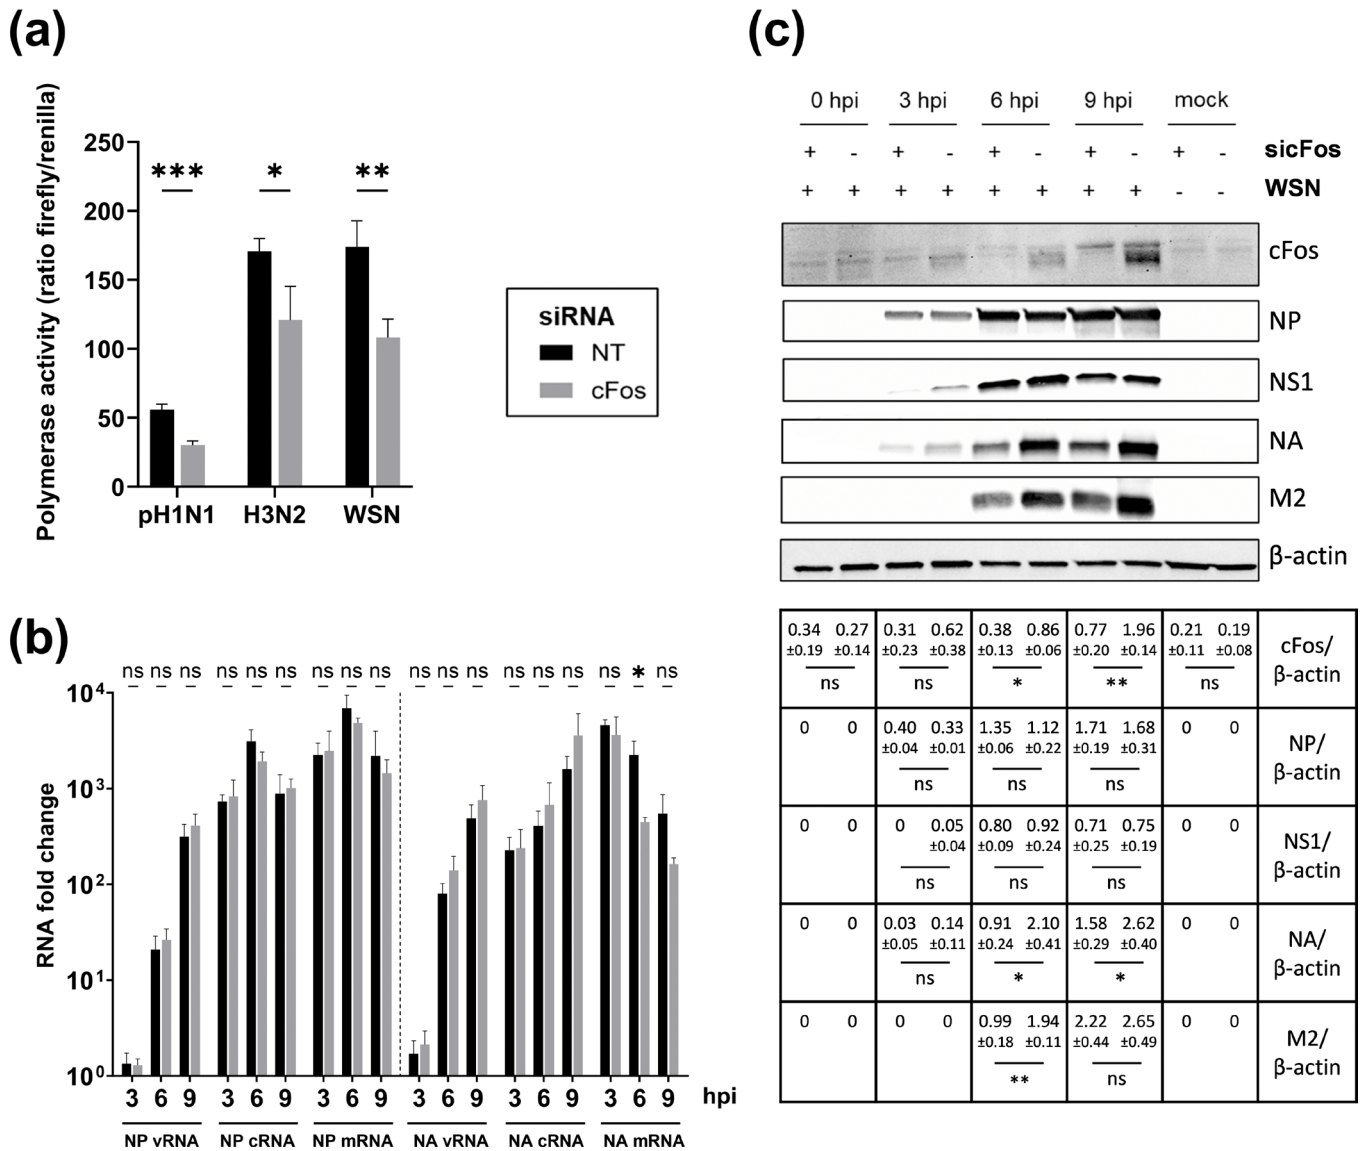 (a)
Polymerase activity (ratio firefly/renilla)
250
200
150
100
50
0
*** * **
pH1N1 H3N2 WSN
siRNA
NT
cFos
(b)
RNA fold change
ns ns ns ns ns ns ns ns ns ns ns ns ns ns ns ns * ns
10⁴
10³
10²
10¹
10⁰
3 6 9 3 6 9 3 6 9 3 6 9 3 6 9 3 6 9 hpi
NP vRNA NP cRNA NP mRNA NA vRNA NA cRNA NA mRNA
(c)
0 hpi 3 hpi 6 hpi 9 hpi mock
+ - + - + - + - + - sicFos
+ + + + + + + + - - WSN
cFos
NP
NS1
NA
M2
β-actin
0.34 0.27 0.31 0.62 0.38 0.86 0.77 1.96 0.21 0.19 cFos/
±0.19 ±0.14 ±0.23 ±0.38 ±0.13 ±0.06 ±0.20 ±0.14 ±0.11 ±0.08 β-actin
ns ns * ** ns
0 0 0.40 0.33 1.35 1.12 1.71 1.68 0 0 NP/
±0.04 ±0.01 ±0.06 ±0.22 ±0.19 ±0.31 β-actin
ns ns ns
0 0 0 0.05 0.80 0.92 0.71 0.75 0 0 NS1/
±0.04 ±0.09 ±0.24 ±0.25 ±0.19 β-actin
ns ns ns
0 0 0.03 0.14 0.91 2.10 1.58 2.62 0 0 NA/
±0.05 ±0.11 ±0.24 ±0.41 ±0.29 ±0.40 β-actin
ns * *
0 0 0 0 0.99 1.94 2.22 2.65 0 0 M2/
±0.18 ±0.11 ±0.44 ±0.49 β-actin
** ns